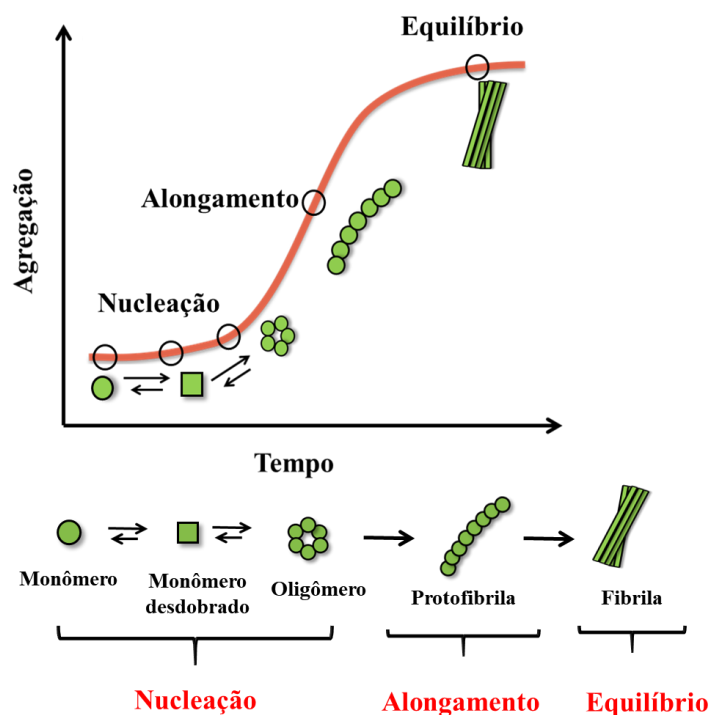 Equilíbrio
Agregação
Alongamento
Nucleação
Tempo
Monômero
Monômero
desdobrado
Oligômero
Protofibrila
Fibrila
Nucleação
Alongamento
Equilíbrio